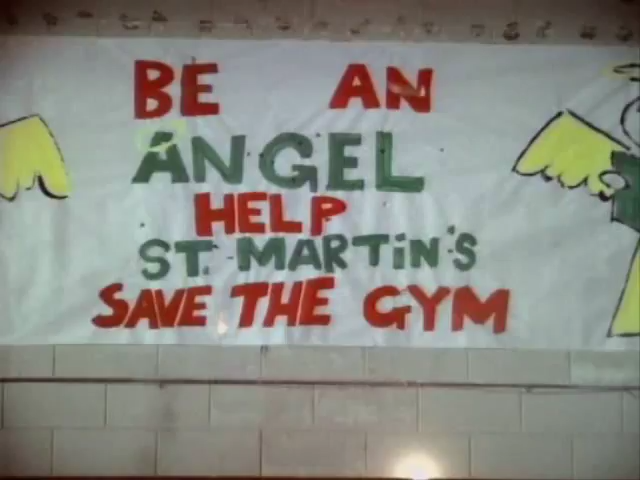 BE AN
ANGEL
HELP
ST. MARTiN'S
SAVE THE GYM